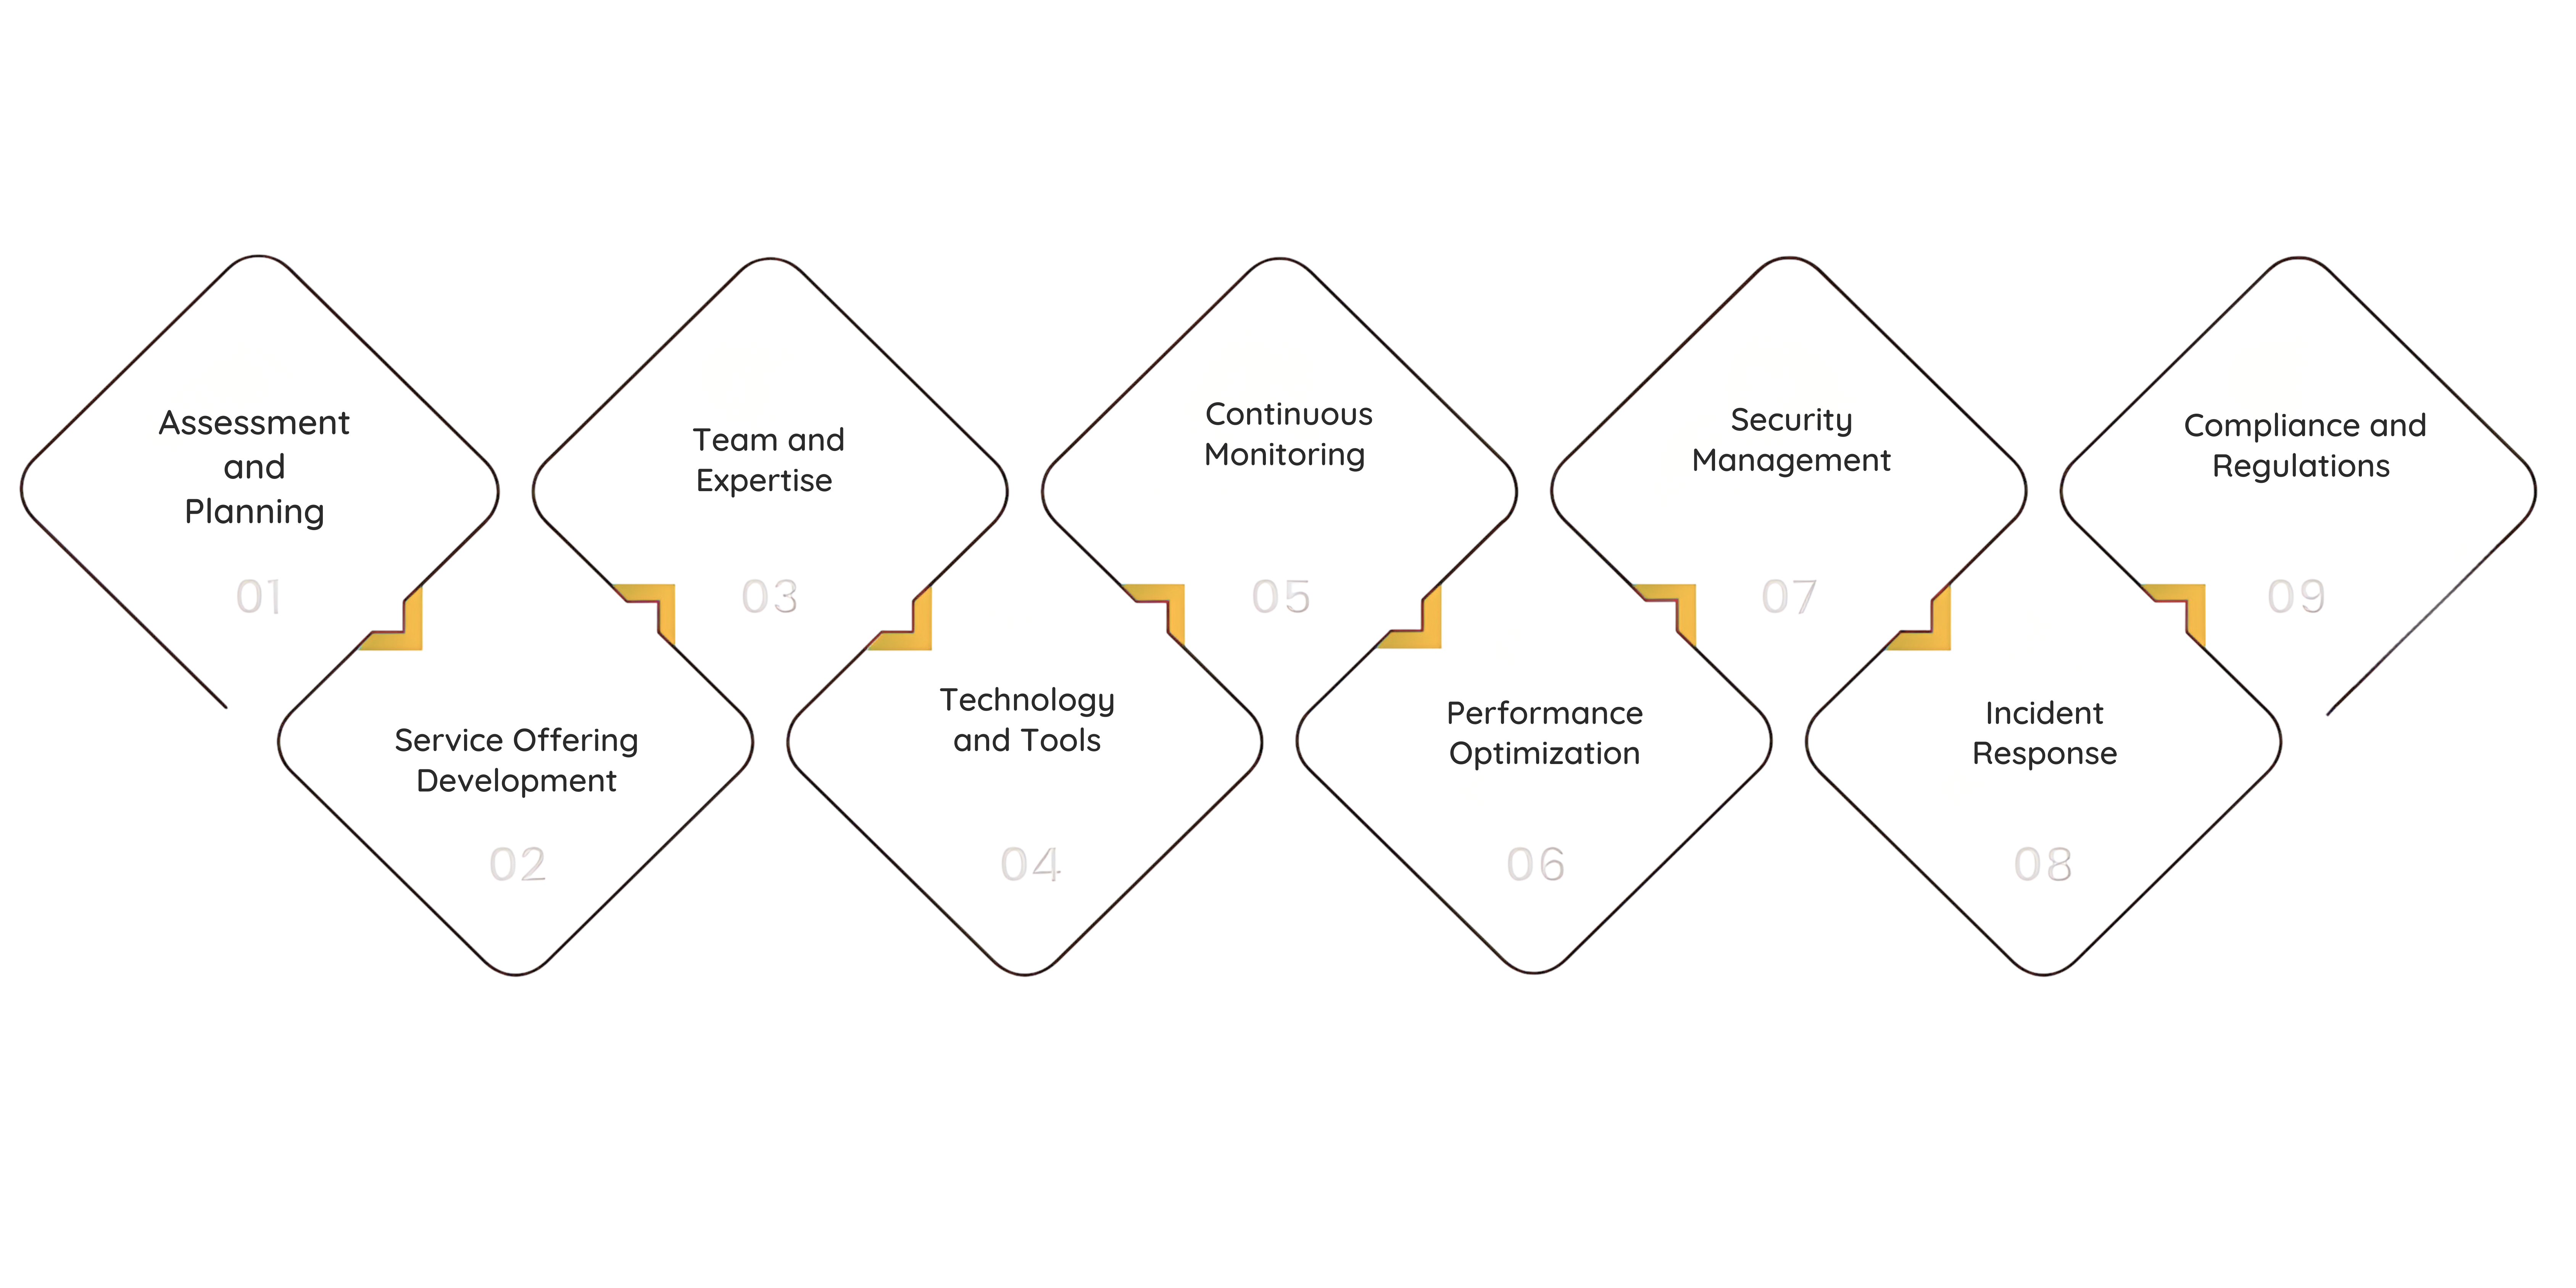 Assessment
and
Planning
01
Service Offering
Development
02
Team and
Expertise
03
Technology
and Tools
04
Continuous
Monitoring
05
Performance
Optimization
06
Security
Management
07
Incident
Response
08
Compliance and
Regulations
09